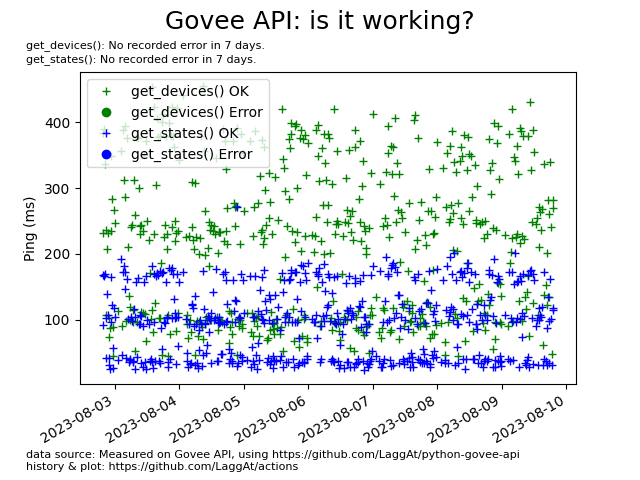 Govee API: is it working?
get_devices(): No recorded error in 7 days.
get_states(): No recorded error in 7 days.
get_devices() OK
get_devices() Error
get_states() OK
get_states() Error
400
300
200
100
Ping (ms)
2023-08-03
2023-08-04
2023-08-05
2023-08-06
2023-08-07
2023-08-08
2023-08-09
2023-08-10
data source: Measured on Govee API, using https://github.com/LaggAt/python-govee-api
history & plot: https://github.com/LaggAt/actions